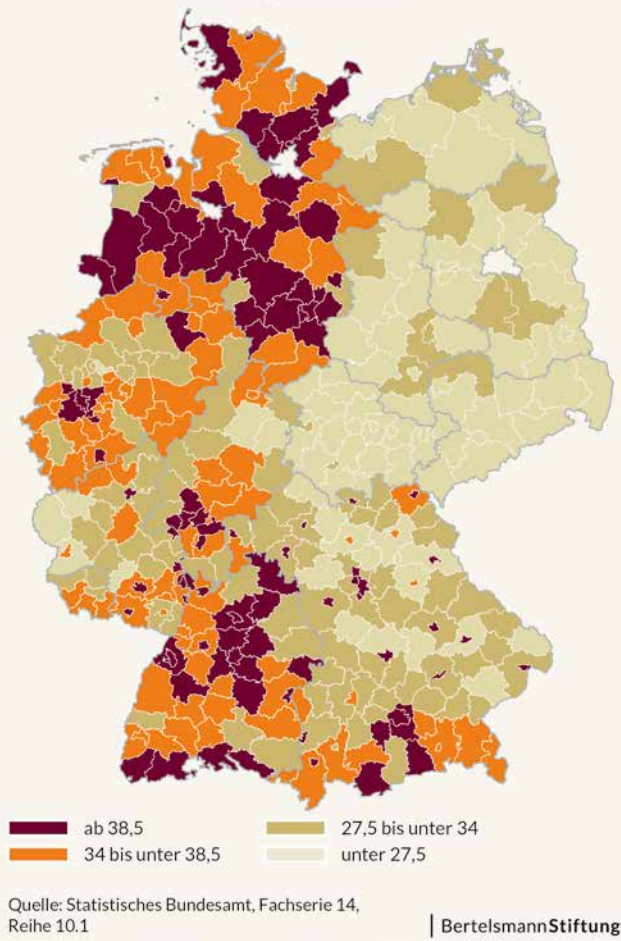 ab 38,5
27,5 bis unter 34
34 bis unter 38,5
unter 27,5
Quelle: Statistisches Bundesamt, Fachserie 14,
Reihe 10.1
BertelsmannStiftung